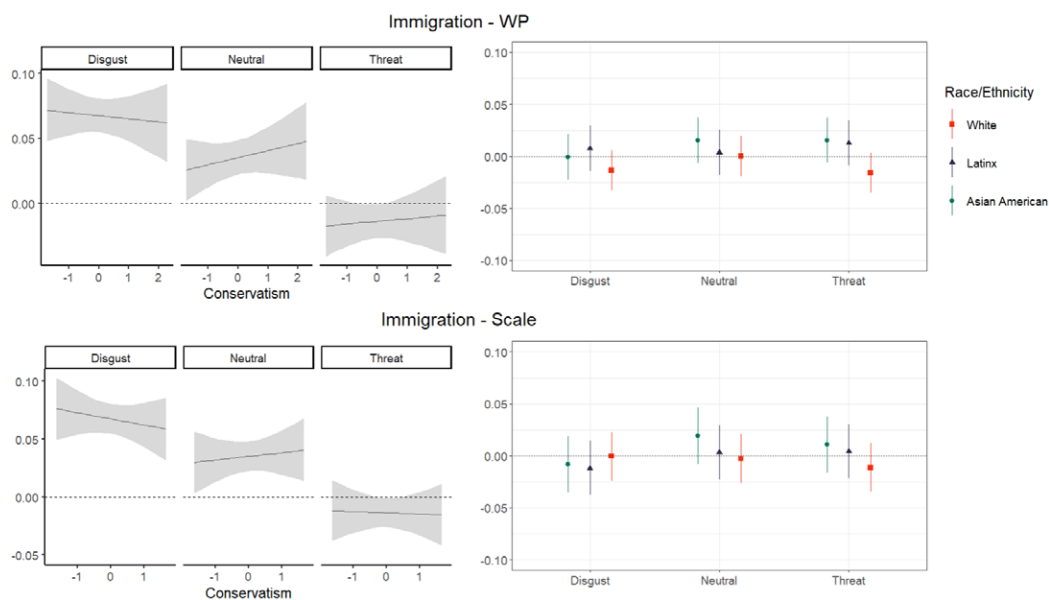 Immigration - WP
Disgust Neutral Threat
0.10
0.05
0.00
-1 0 1 2 -1 0 1 2 -1 0 1 2
Conservatism
0.10
0.05
0.00
-0.05
-0.10
Disgust Neutral Threat
Race/Ethnicity
White
Latinx
Asian American
Immigration - Scale
Disgust Neutral Threat
0.10
0.05
0.00
-0.05
-1 0 1 -1 0 1 -1 0 1
Conservatism
0.10
0.05
0.00
-0.05
-0.10
Disgust Neutral Threat